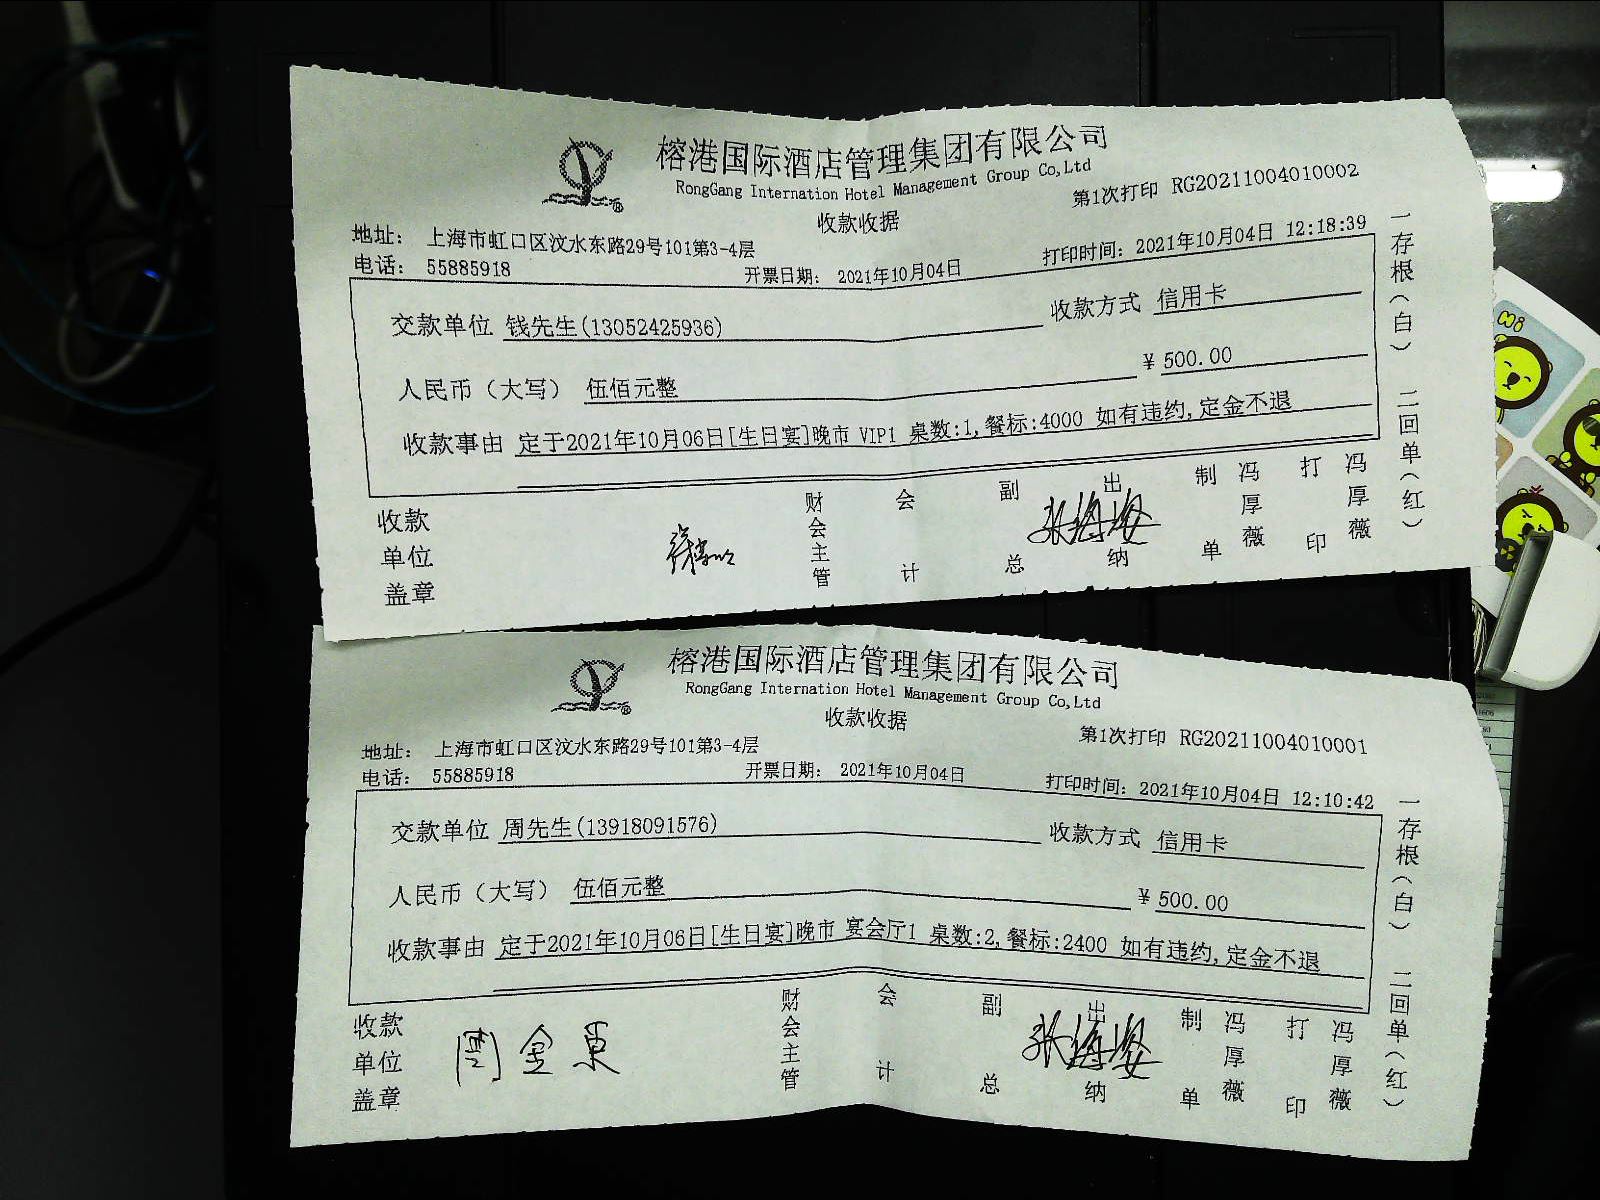 榕港国际酒店管理集团有限公司
RongGang Internation Hotel Management Group Co,Ltd
第1次打印 RG20211004010002
收款收据
地址: 上海市虹口区汶水东路29号101第3-4层
打印时间: 2021年10月04日 12:18:39
电话: 55885918
开票日期: 2021年10月04日
交款单位 钱先生(13052425936)
收款方式 信用卡
人民币(大写) 伍佰元整
¥ 500.00
收款事由 定于2021年10月06日[生日宴]晚市 VIP1 桌数:1,餐标:4000 如有违约,定金不退
收款单位盖章
财会主管
会计
副总
出纳
张海姿
制单
冯厚薇
打印
冯厚薇
一存根(白) 二回单(红)
Hi
榕港国际酒店管理集团有限公司
RongGang Internation Hotel Management Group Co,Ltd
第1次打印 RG20211004010001
收款收据
地址: 上海市虹口区汶水东路29号101第3-4层
打印时间: 2021年10月04日 12:10:42
电话: 55885918
开票日期: 2021年10月04日
交款单位 周先生(13918091576)
收款方式 信用卡
人民币(大写) 伍佰元整
¥ 500.00
收款事由 定于2021年10月06日[生日宴]晚市 宴会厅1 桌数:2,餐标:2400 如有违约,定金不退
收款单位盖章
周金東
财会主管
会计
副总
出纳
张海姿
制单
冯厚薇
打印
冯厚薇
一存根(白) 二回单(红)